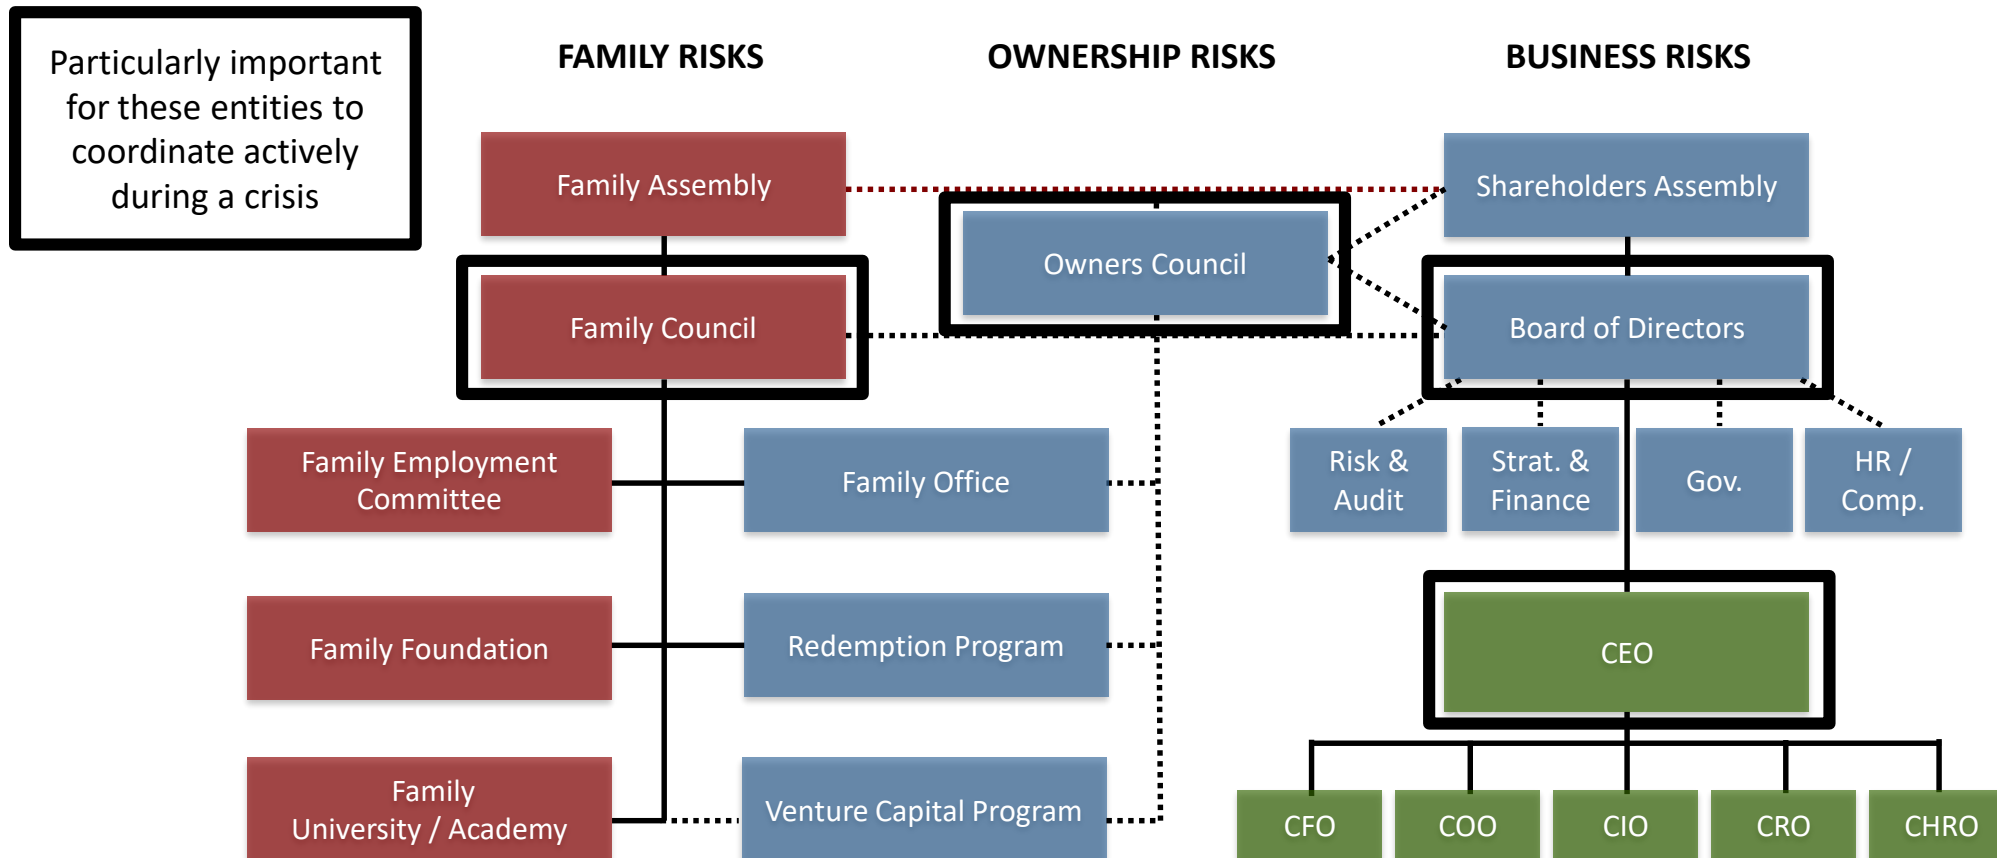 Particularly important
for these entities to
coordinate actively
during a crisis
FAMILY RISKS
OWNERSHIP RISKS
BUSINESS RISKS
Family Assembly
Shareholders Assembly
Owners Council
Family Council
Board of Directors
Family Employment
Committee
Family Office
Risk &
Audit
Strat. &
Finance
Gov.
HR /
Comp.
Family Foundation
Redemption Program
CEO
Family
University / Academy
Venture Capital Program
CFO
COO
CIO
CRO
CHRO